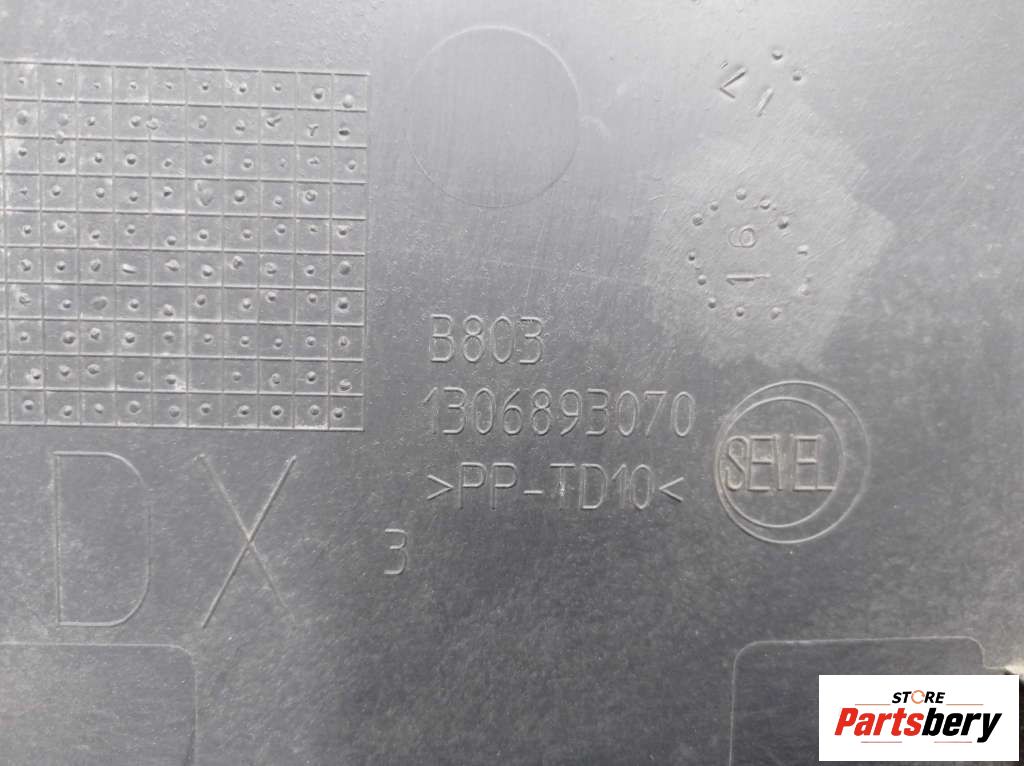 16
B803
1306893070
>PP-TD10<
SEVEL
DX
3
STORE
Partsbery